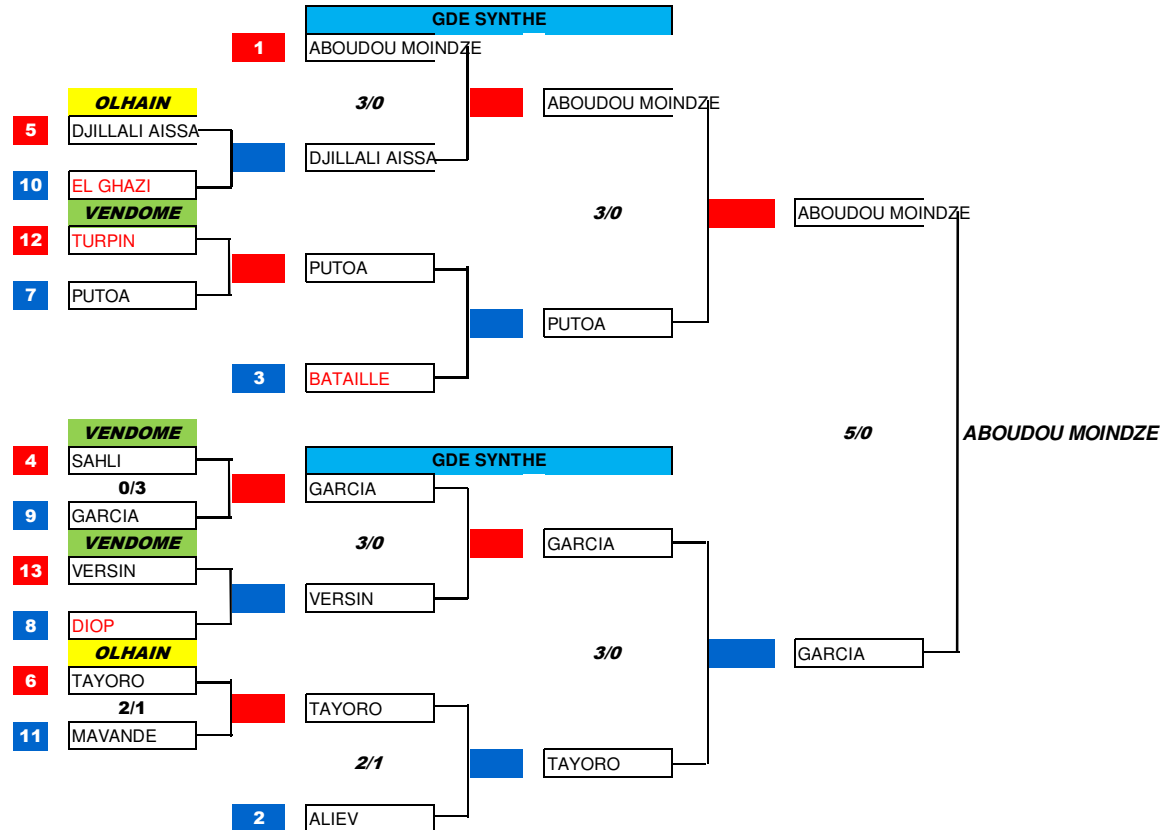 GDE SYNTHE
1 ABOUDOU MOINDZE
OLHAIN 3/0 ABOUDOU MOINDZE
5 DJILLALI AISSA
DJILLALI AISSA
10 EL GHAZI
VENDOME 3/0 ABOUDOU MOINDZE
12 TURPIN
PUTOA
7 PUTOA
PUTOA
3 BATAILLE
VENDOME 5/0 ABOUDOU MOINDZE
4 SAHLI GDE SYNTHE
0/3 GARCIA
9 GARCIA
VENDOME 3/0 GARCIA
13 VERSIN
VERSIN
8 DIOP
OLHAIN 3/0 GARCIA
6 TAYORO
2/1 TAYORO
11 MAVANDE
2/1 TAYORO
2 ALIEV